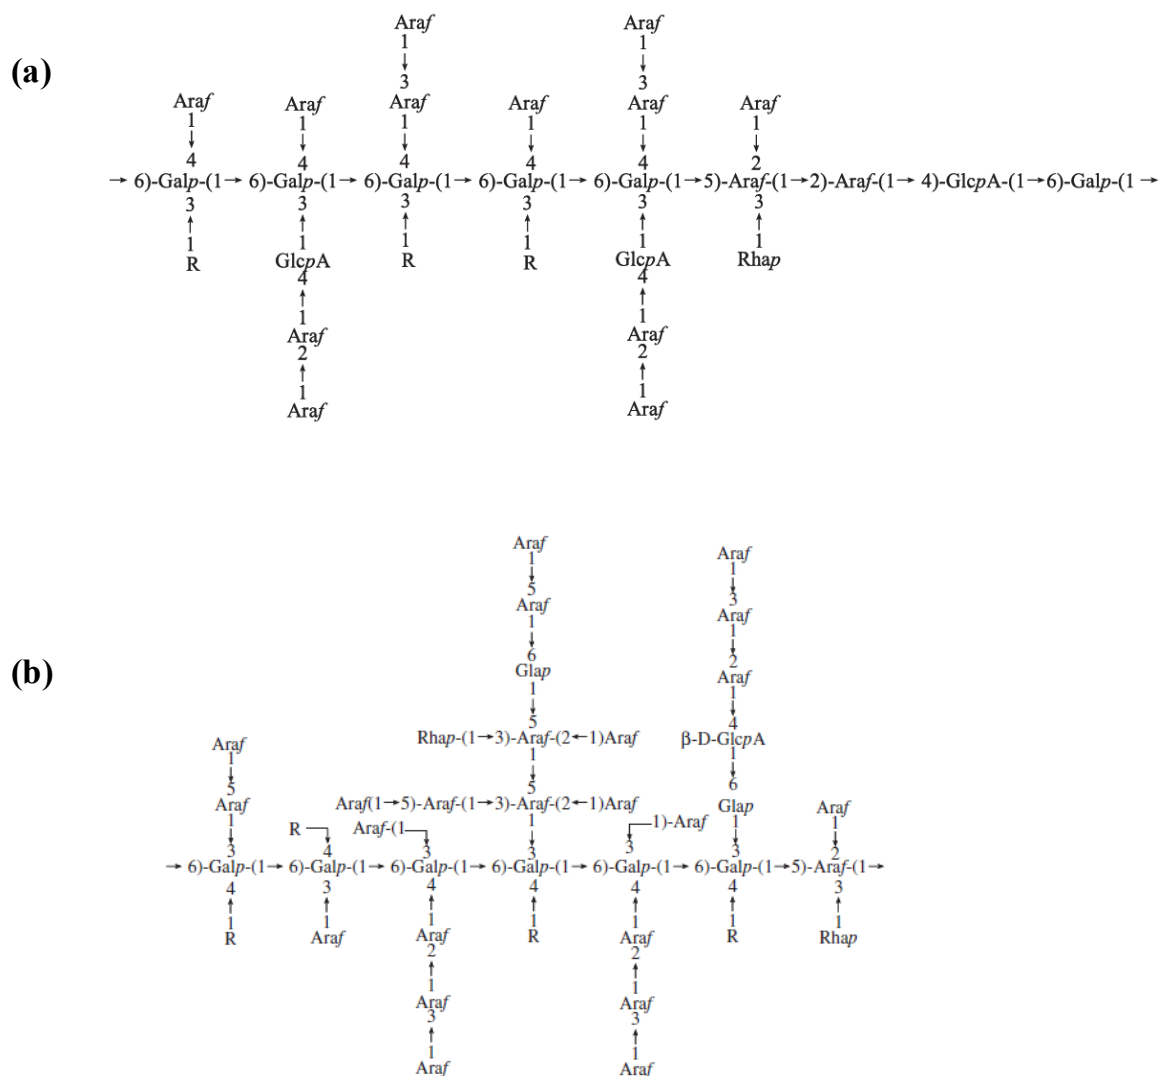 (a)
Araf Araf
1 1
↓ ↓
3 3
Araf Araf Araf Araf Araf Araf
1 1 1 1 1 1
↓ ↓ ↓ ↓ ↓ ↓
4 4 4 4 4 2
→ 6)-Galp-(1→ 6)-Galp-(1→ 6)-Galp-(1→ 6)-Galp-(1→ 6)-Galp-(1→5)-Araf-(1→2)-Araf-(1→ 4)-GlcpA-(1→6)-Galp-(1 →
3 3 3 3 3 3
↑ ↑ ↑ ↑ ↑ ↑
1 1 1 1 1 1
R GlcpA R R GlcpA Rhap
4 4
↑ ↑
1 1
Araf Araf
2 2
↑ ↑
1 1
Araf Araf
(b)
Araf Araf
1 1
↓ ↓
5 3
Araf Araf
1 1
↓ ↓
6 2
Glap Araf
1 1
↓ ↓
5 4
Araf Rhap-(1→3)-Araf-(2←1)Araf β-D-GlcpA
1 1 1
↓ ↓ ↓
5 5 6
Araf Araf(1→5)-Araf-(1→3)-Araf-(2←1)Araf Glap Araf
1 1 1 1
R Araf-(1 1)-Araf
↓ ↓ ↓ ↓ ↓ ↓ ↓
3 4 3 3 3 3 2
→ 6)-Galp-(1→ 6)-Galp-(1→ 6)-Galp-(1→ 6)-Galp-(1→ 6)-Galp-(1→ 6)-Galp-(1→5)-Araf-(1→
4 3 4 4 4 4 3
↑ ↑ ↑ ↑ ↑ ↑ ↑
1 1 1 1 1 1 1
R Araf Araf R Araf R Rhap
2 2
↑ ↑
1 1
Araf Araf
3 3
↑ ↑
1 1
Araf Araf